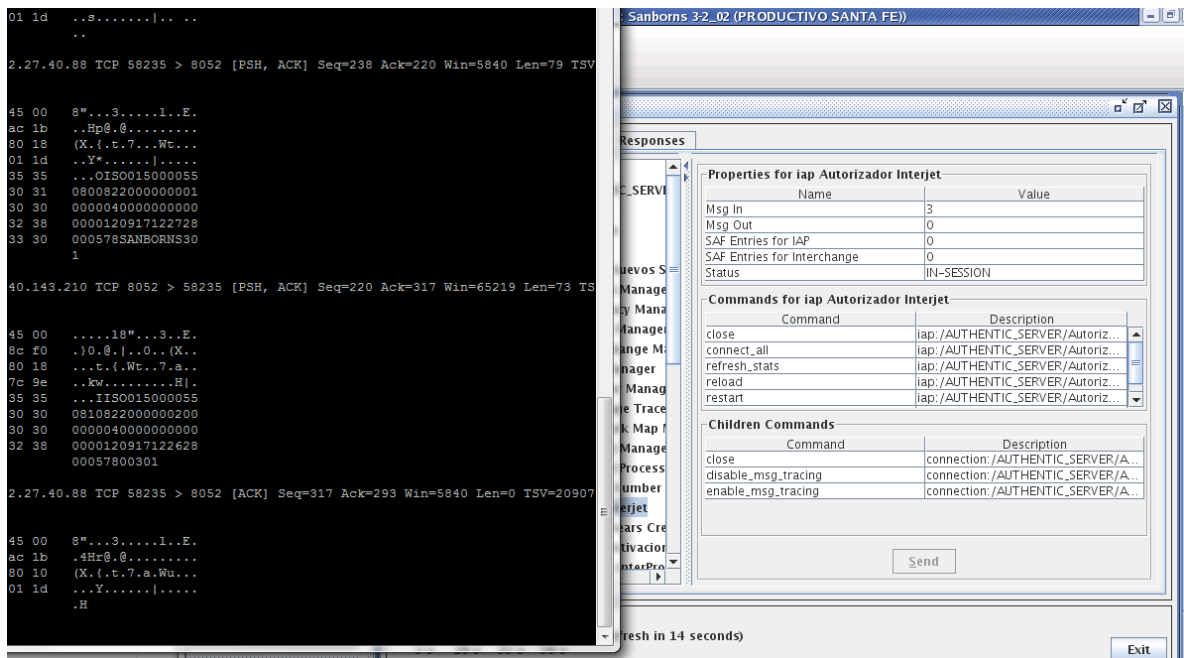 01 1d ..s.......|.. ..
..
2.27.40.88 TCP 58235 > 8052 [PSH, ACK] Seq=238 Ack=220 Win=5840 Len=79 TSV
45 00 8"...3.....l..E.
ac 1b ..Hp@.@.........
80 18 (X.{.t.7...Wt...
01 1d ..Y*......|.....
35 35 ...OISO015000055
30 31 0800822000000001
30 30 0000040000000000
32 38 0000120917122728
33 30 000578SANBORNS30
1
40.143.210 TCP 8052 > 58235 [PSH, ACK] Seq=220 Ack=317 Win=65219 Len=73 TS
45 00 .....l8"...3..E.
8c f0 .}0.@.|..0..(X..
80 18 ...t.{.Wt..7.a..
7c 9e ..kw.........H|.
35 35 ...IISO015000055
30 30 0810822000000200
30 30 0000040000000000
32 38 0000120917122628
00057800301
2.27.40.88 TCP 58235 > 8052 [ACK] Seq=317 Ack=293 Win=5840 Len=0 TSV=20907
45 00 8"...3.....l..E.
ac 1b .4Hr@.@.........
80 10 (X.{.t.7.a.Wu...
01 1d ...Y......|.....
.H
: Sanborns 3-2_02 (PRODUCTIVO SANTA FE))
Responses
C_SERVI
uevos S
Manage
ty Mana
Manager
ange Ma
nager
Manag
e Trace
k Map M
Manage
Process
umber
erjet
ears Cre
tivacion
nterPro
Properties for iap Autorizador Interjet
Name Value
Msg In 3
Msg Out 0
SAF Entries for IAP 0
SAF Entries for Interchange 0
Status IN-SESSION
Commands for iap Autorizador Interjet
Command Description
close iap:/AUTHENTIC_SERVER/Autoriz...
connect_all iap:/AUTHENTIC_SERVER/Autoriz...
refresh_stats iap:/AUTHENTIC_SERVER/Autoriz...
reload iap:/AUTHENTIC_SERVER/Autoriz...
restart iap:/AUTHENTIC_SERVER/Autoriz...
Children Commands
Command Description
close connection:/AUTHENTIC_SERVER/A...
disable_msg_tracing connection:/AUTHENTIC_SERVER/A...
enable_msg_tracing connection:/AUTHENTIC_SERVER/A...
Send
fresh in 14 seconds)
Exit